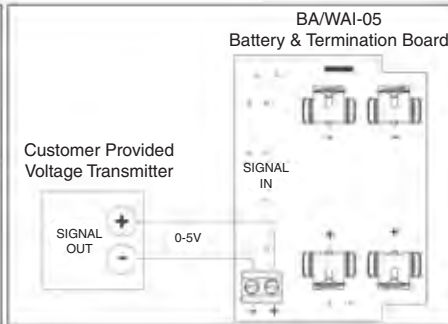 BA/WAI-05
Battery & Termination Board
Customer Provided
Voltage Transmitter
SIGNAL
IN
SIGNAL
OUT
+
-
0-5V
- -
+ +
- +